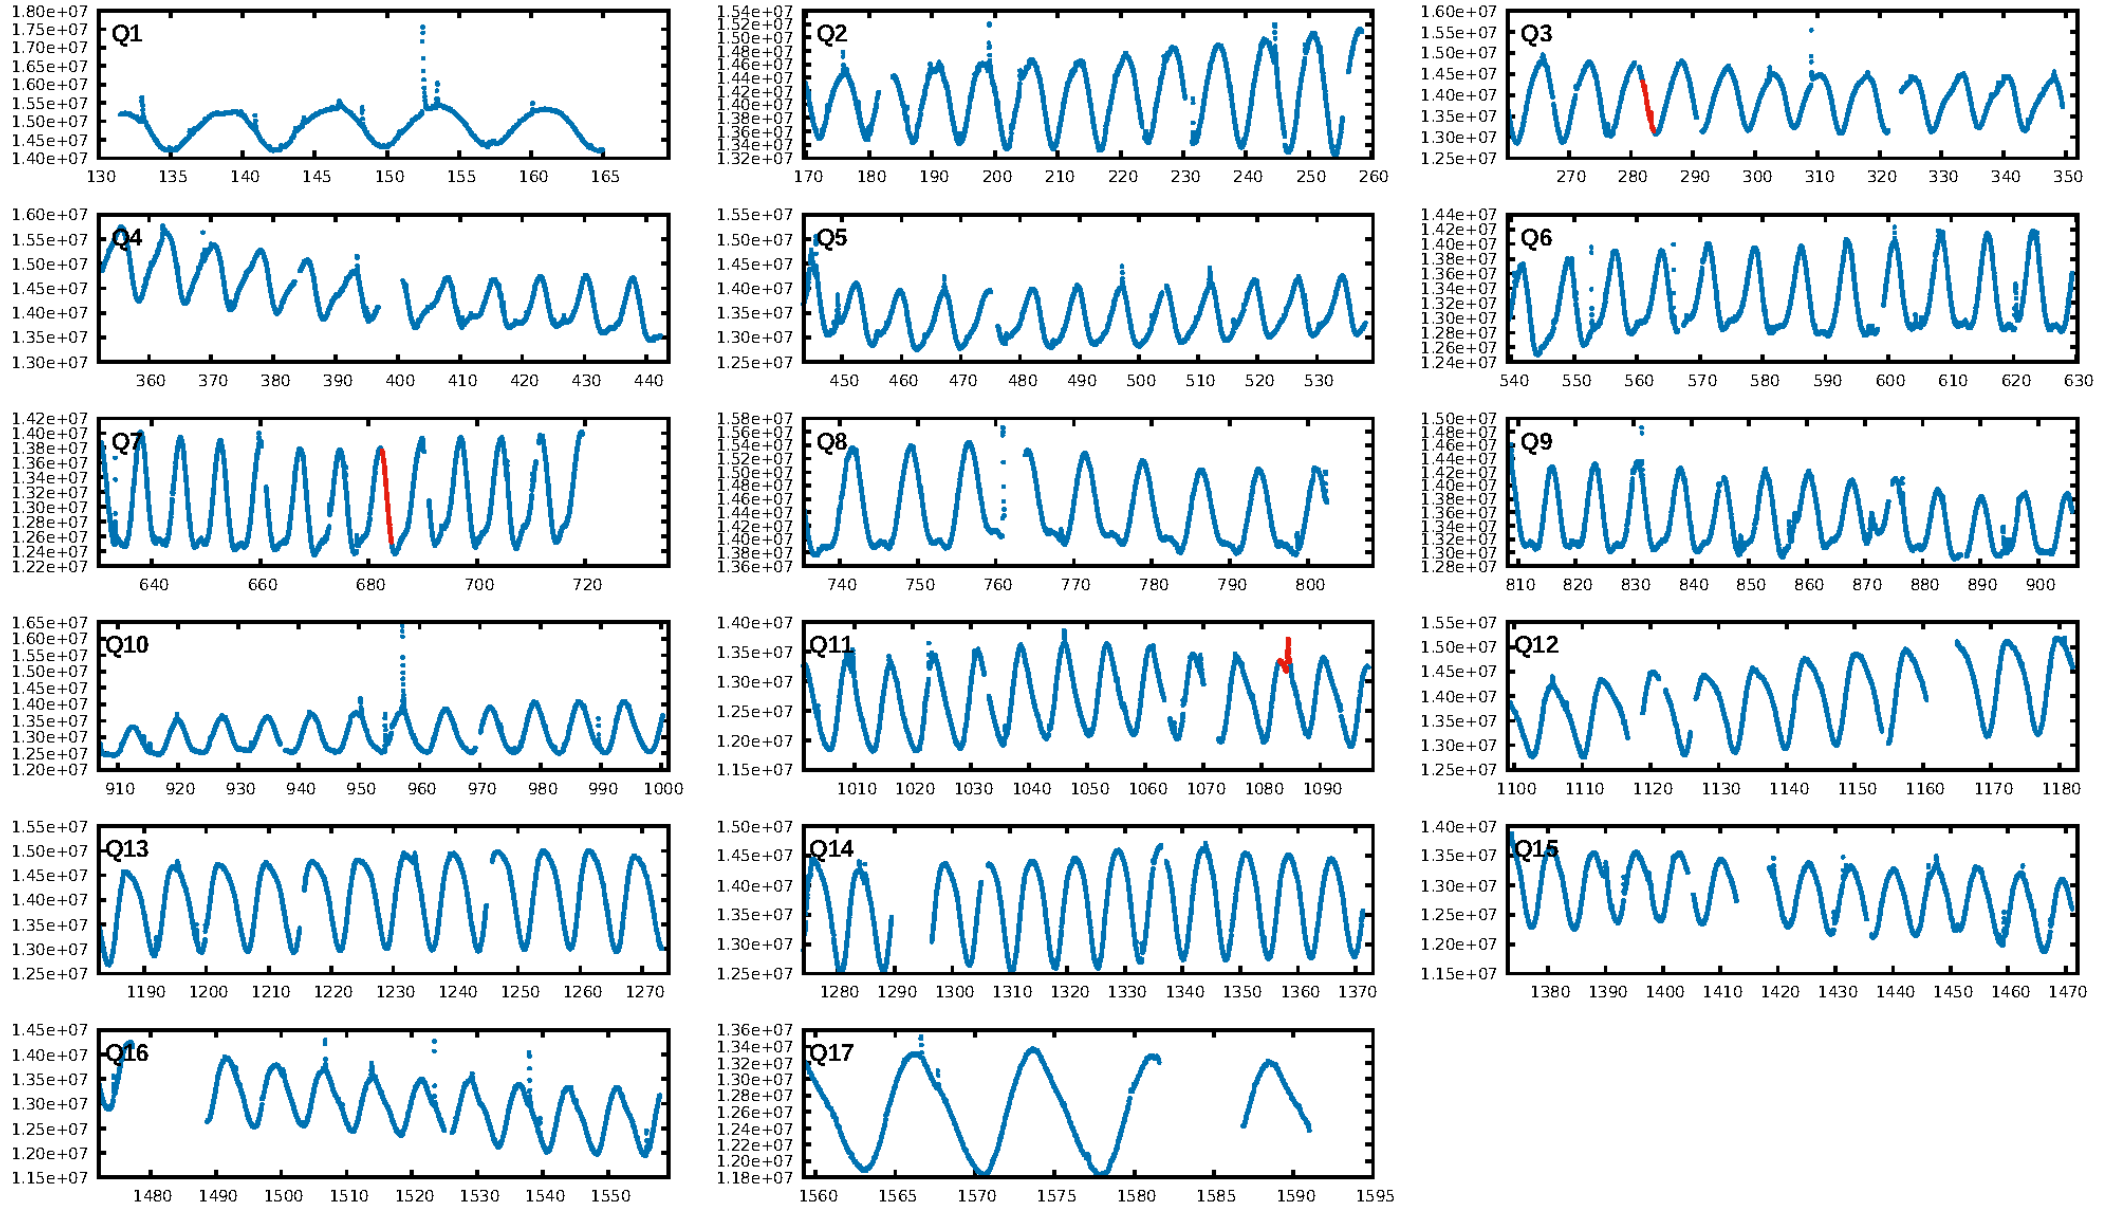 1.80e+07 1.75e+07 1.70e+07 1.65e+07 1.60e+07 1.55e+07 1.50e+07 1.45e+07 1.40e+07
Q1
130 135 140 145 150 155 160 165
1.54e+07 1.52e+07 1.50e+07 1.48e+07 1.46e+07 1.44e+07 1.42e+07 1.40e+07 1.38e+07 1.36e+07 1.34e+07 1.32e+07
Q2
170 180 190 200 210 220 230 240 250 260
1.60e+07 1.55e+07 1.50e+07 1.45e+07 1.40e+07 1.35e+07 1.30e+07 1.25e+07
Q3
270 280 290 300 310 320 330 340 350
1.60e+07 1.55e+07 1.50e+07 1.45e+07 1.40e+07 1.35e+07 1.30e+07
Q4
360 370 380 390 400 410 420 430 440
1.55e+07 1.50e+07 1.45e+07 1.40e+07 1.35e+07 1.30e+07 1.25e+07
Q5
450 460 470 480 490 500 510 520 530
1.44e+07 1.42e+07 1.40e+07 1.38e+07 1.36e+07 1.34e+07 1.32e+07 1.30e+07 1.28e+07 1.26e+07 1.24e+07
Q6
540 550 560 570 580 590 600 610 620 630
1.42e+07 1.40e+07 1.38e+07 1.36e+07 1.34e+07 1.32e+07 1.30e+07 1.28e+07 1.26e+07 1.24e+07 1.22e+07
Q7
640 660 680 700 720
1.58e+07 1.56e+07 1.54e+07 1.52e+07 1.50e+07 1.48e+07 1.46e+07 1.44e+07 1.42e+07 1.40e+07 1.38e+07 1.36e+07
Q8
740 750 760 770 780 790 800
1.50e+07 1.48e+07 1.46e+07 1.44e+07 1.42e+07 1.40e+07 1.38e+07 1.36e+07 1.34e+07 1.32e+07 1.30e+07 1.28e+07
Q9
810 820 830 840 850 860 870 880 890 900
1.65e+07 1.60e+07 1.55e+07 1.50e+07 1.45e+07 1.40e+07 1.35e+07 1.30e+07 1.25e+07 1.20e+07
Q10
910 920 930 940 950 960 970 980 990 1000
1.40e+07 1.35e+07 1.30e+07 1.25e+07 1.20e+07 1.15e+07
Q11
1010 1020 1030 1040 1050 1060 1070 1080 1090
1.55e+07 1.50e+07 1.45e+07 1.40e+07 1.35e+07 1.30e+07 1.25e+07
Q12
1100 1110 1120 1130 1140 1150 1160 1170 1180
1.55e+07 1.50e+07 1.45e+07 1.40e+07 1.35e+07 1.30e+07 1.25e+07
Q13
1190 1200 1210 1220 1230 1240 1250 1260 1270
1.50e+07 1.45e+07 1.40e+07 1.35e+07 1.30e+07 1.25e+07
Q14
1280 1290 1300 1310 1320 1330 1340 1350 1360 1370
1.40e+07 1.35e+07 1.30e+07 1.25e+07 1.20e+07 1.15e+07
Q15
1380 1390 1400 1410 1420 1430 1440 1450 1460 1470
1.45e+07 1.40e+07 1.35e+07 1.30e+07 1.25e+07 1.20e+07 1.15e+07
Q16
1480 1490 1500 1510 1520 1530 1540 1550
1.36e+07 1.34e+07 1.32e+07 1.30e+07 1.28e+07 1.26e+07 1.24e+07 1.22e+07 1.20e+07 1.18e+07
Q17
1560 1565 1570 1575 1580 1585 1590 1595